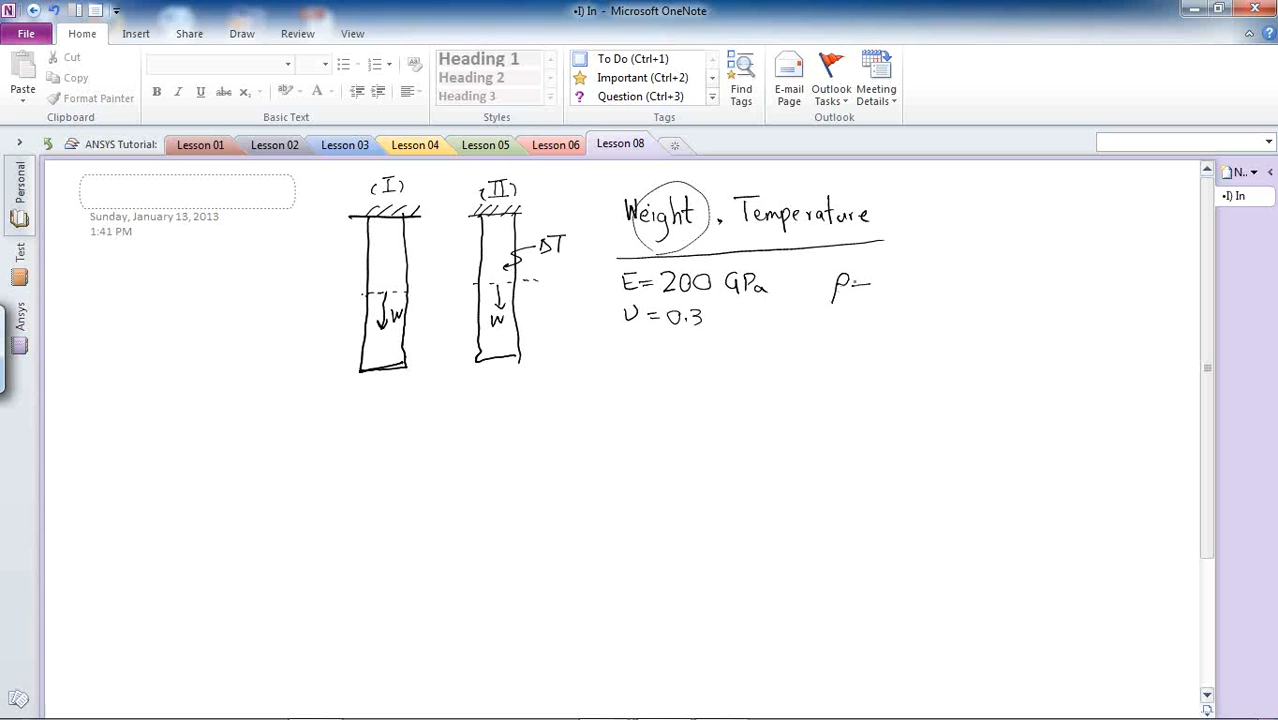 •I) In - Microsoft OneNote
File Home Insert Share Draw Review View
Paste
Cut
Copy
Format Painter
Clipboard
B I U abc x₂ ab A
Basic Text
Heading 1
Heading 2
Heading 3
Styles
To Do (Ctrl+1)
Important (Ctrl+2)
? Question (Ctrl+3)
Tags
Find Tags
E-mail Page
Outlook Tasks
Meeting Details
Outlook
ANSYS Tutorial: Lesson 01 Lesson 02 Lesson 03 Lesson 04 Lesson 05 Lesson 06 Lesson 08
Personal
Test
Ansys
N..
•I) In
Sunday, January 13, 2013
1:41 PM
(I)
(II)
ΔT
W
W
Weight , Temperature
E = 200 GPa ρ=
υ = 0.3